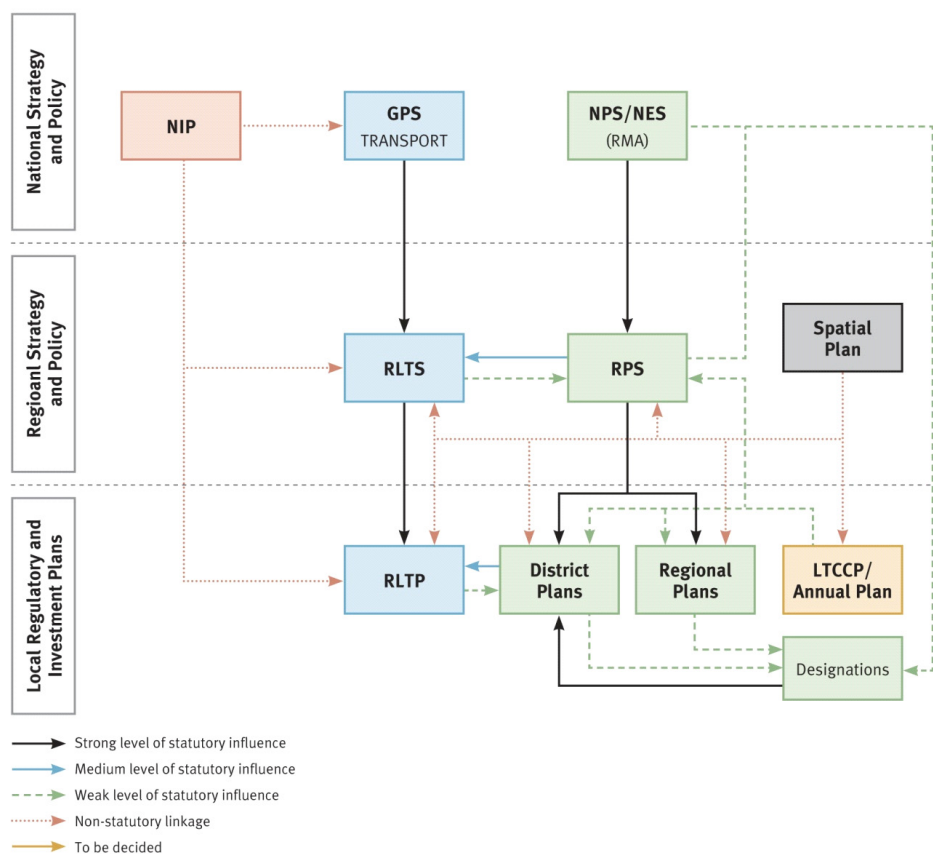 National Strategy
and Policy
NIP
GPS
TRANSPORT
NPS/NES
(RMA)
Regioanl Strategy
and Policy
RLTS
RPS
Spatial
Plan
Local Regulatory and
Investment Plans
RLTP
District
Plans
Regional
Plans
LTCCP/
Annual Plan
Designations
Strong level of statutory influence
Medium level of statutory influence
Weak level of statutory influence
Non-statutory linkage
To be decided